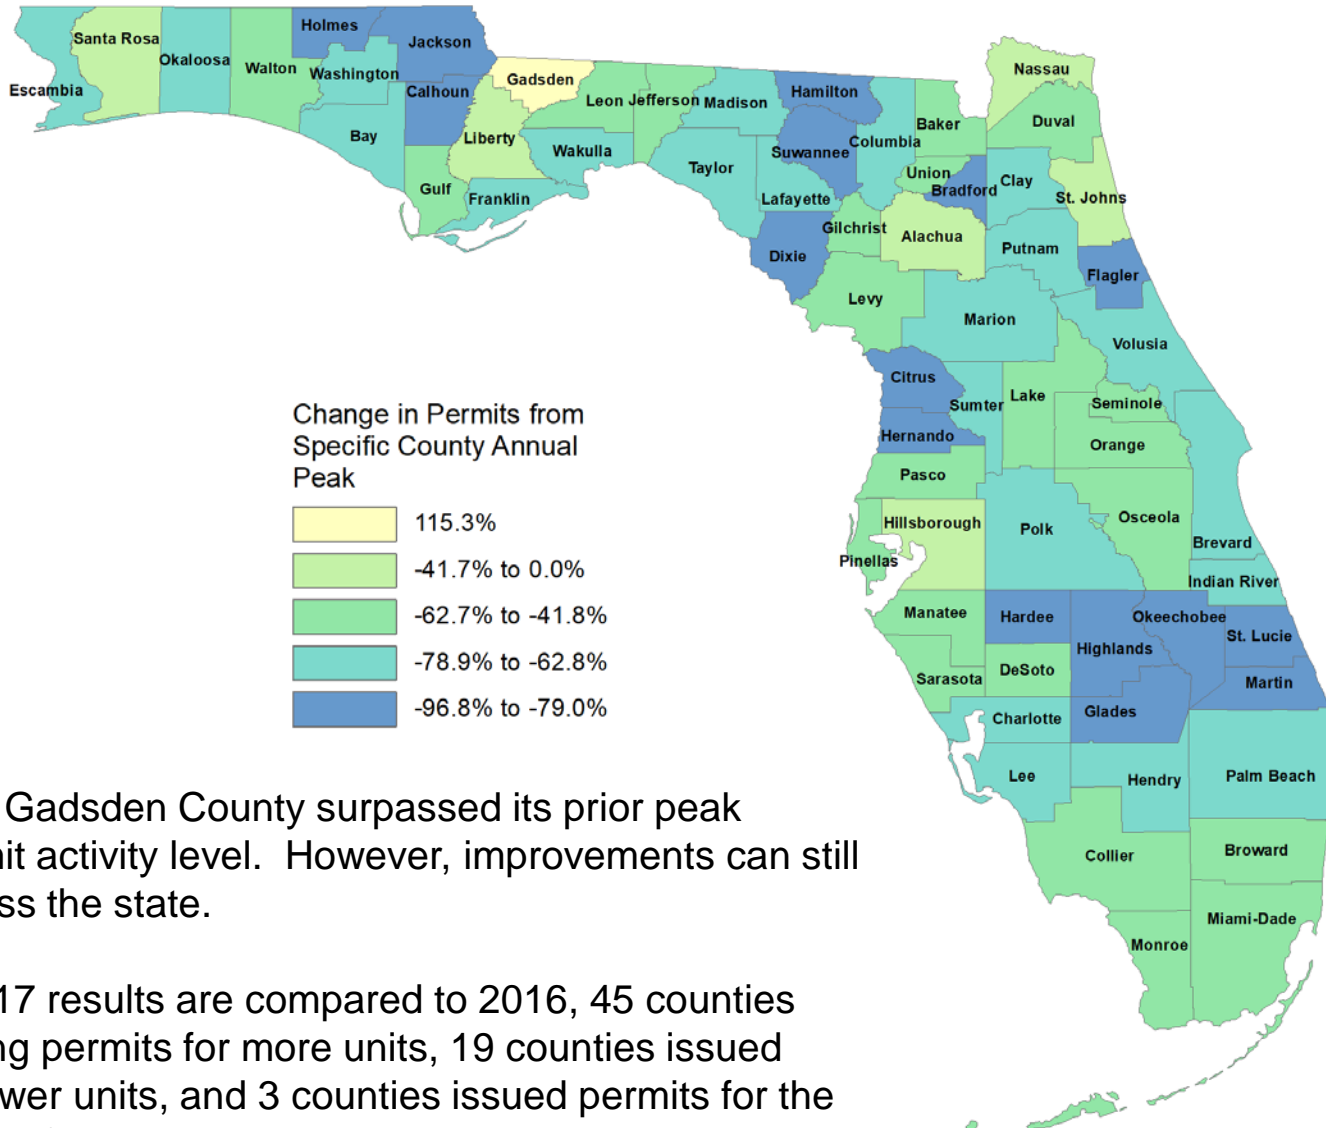 Holmes
Jackson
Santa Rosa
Okaloosa
Walton
Washington
Escambia
Calhoun
Bay
Gulf
Liberty
Gadsden
Leon
Jefferson
Madison
Wakulla
Franklin
Hamilton
Suwannee
Columbia
Taylor
Lafayette
Dixie
Baker
Nassau
Duval
Union
Bradford
Clay
St. Johns
Gilchrist
Alachua
Putnam
Flagler
Levy
Marion
Volusia
Citrus
Sumter
Lake
Seminole
Hernando
Orange
Pasco
Hillsborough
Polk
Osceola
Brevard
Pinellas
Indian River
Manatee
Hardee
Highlands
Okeechobee
St. Lucie
Sarasota
DeSoto
Martin
Charlotte
Glades
Lee
Hendry
Palm Beach
Collier
Broward
Miami-Dade
Monroe
Change in Permits from
Specific County Annual
Peak
115.3%
-41.7% to 0.0%
-62.7% to -41.8%
-78.9% to -62.8%
-96.8% to -79.0%
Gadsden County surpassed its prior peak
it activity level. However, improvements can still
ss the state.
17 results are compared to 2016, 45 counties
ng permits for more units, 19 counties issued
wer units, and 3 counties issued permits for the